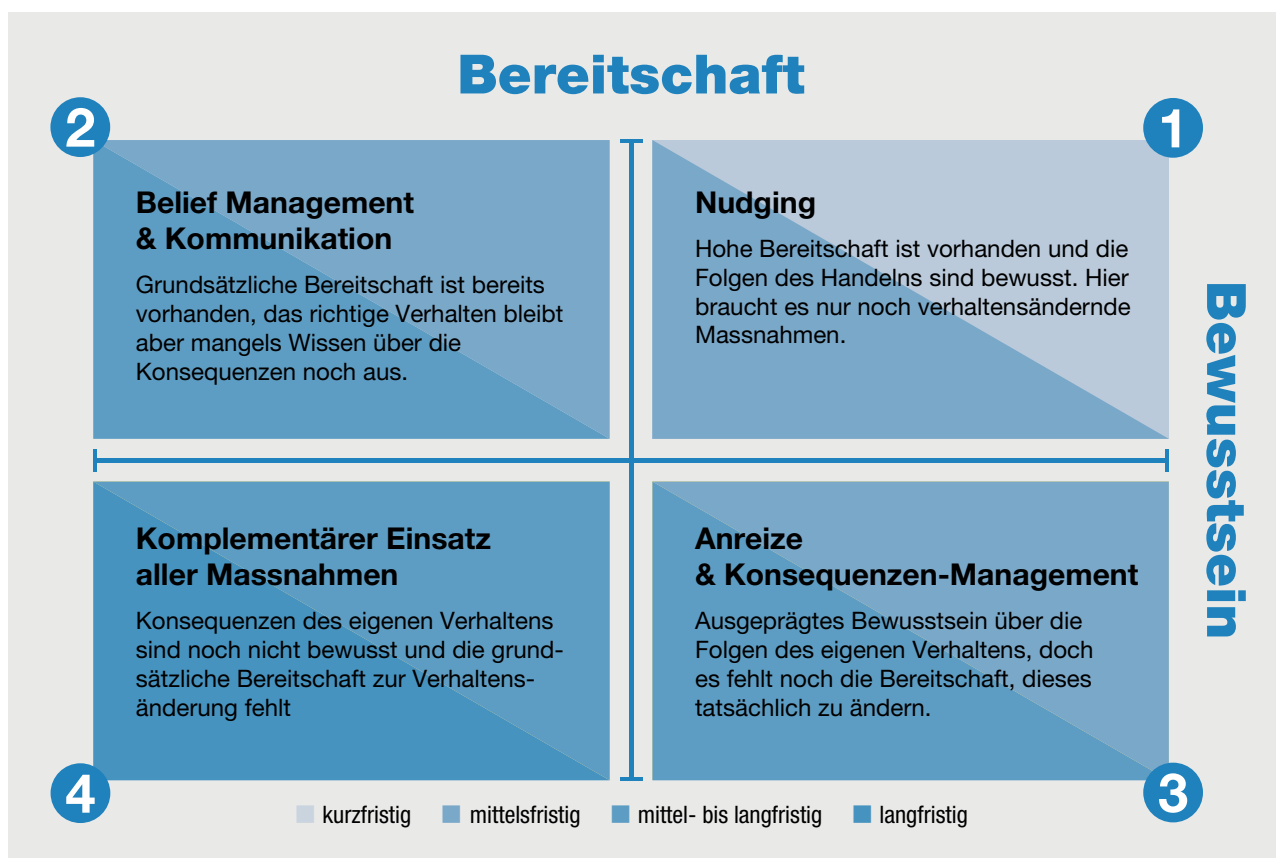 Bereitschaft
2
Belief Management
& Kommunikation
Grundsätzliche Bereitschaft ist bereits
vorhanden, das richtige Verhalten bleibt
aber mangels Wissen über die
Konsequenzen noch aus.
1
Nudging
Hohe Bereitschaft ist vorhanden und die
Folgen des Handelns sind bewusst. Hier
braucht es nur noch verhaltensändernde
Massnahmen.
Bewusstsein
Komplementärer Einsatz
aller Massnahmen
Konsequenzen des eigenen Verhaltens
sind noch nicht bewusst und die grund-
sätzliche Bereitschaft zur Verhaltens-
änderung fehlt
4
Anreize
& Konsequenzen-Management
Ausgeprägtes Bewusstsein über die
Folgen des eigenen Verhaltens, doch
es fehlt noch die Bereitschaft, dieses
tatsächlich zu ändern.
3
kurzfristig mittelsfristig mittel- bis langfristig langfristig